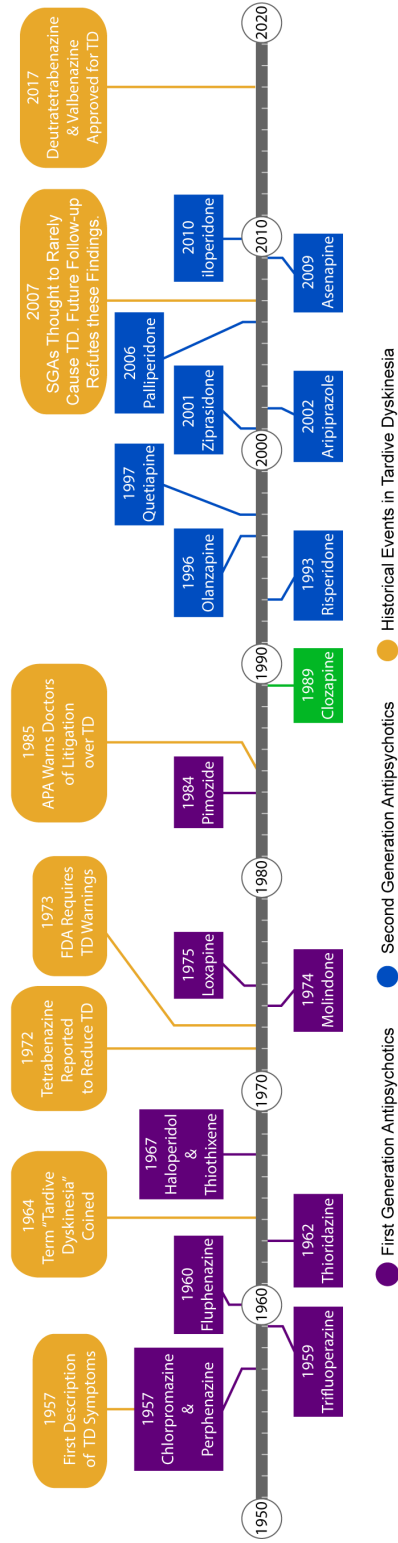 1957
First Description
of TD Symptoms
1964
Term "Tardive
Dyskinesia"
Coined
1972
Tetrabenazine
Reported
to Reduce TD
1973
FDA Requires
TD Warnings
1985
APA Warns Doctors
of Litigation
over TD
2007
SGAs Thought to Rarely
Cause TD. Future Follow-up
Refutes these Findings.
2017
Deutratetrabenazine
& Valbenazine
Approved for TD
1957
Chlorpromazine
&
Perphenazine
1960
Fluphenazine
1967
Haloperidol
&
Thiothixene
1975
Loxapine
1984
Pimozide
1996
Olanzapine
1997
Quetiapine
2001
Ziprasidone
2006
Palliperidone
2010
iloperidone
1950
1960
1970
1980
1990
2000
2010
2020
1959
Trifluoperazine
1962
Thioridazine
1974
Molindone
1989
Clozapine
1993
Risperidone
2002
Aripiprazole
2009
Asenapine
First Generation Antipsychotics
Second Generation Antipsychotics
Historical Events in Tardive Dyskinesia